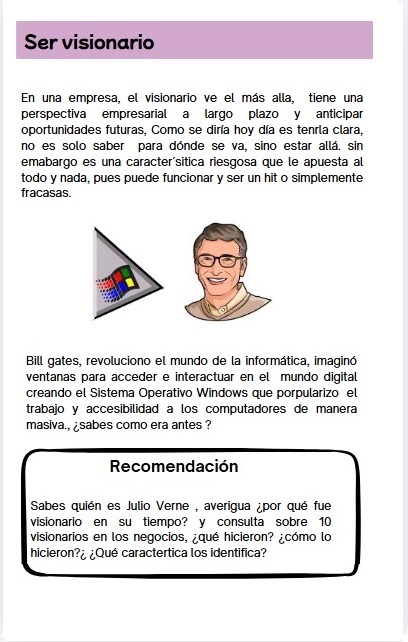 Ser visionario
En una empresa, el visionario ve el más alla, tiene una
perspectiva empresarial a largo plazo y anticipar
oportunidades futuras, Como se diría hoy día es tenrla clara,
no es solo saber para dónde se va, sino estar allá. sin
emabargo es una caracter´sitica riesgosa que le apuesta al
todo y nada, pues puede funcionar y ser un hit o simplemente
fracasas.
Bill gates, revoluciono el mundo de la informática, imaginó
ventanas para acceder e interactuar en el mundo digital
creando el Sistema Operativo Windows que porpularizo el
trabajo y accesibilidad a los computadores de manera
masiva., ¿sabes como era antes ?
Recomendación
Sabes quién es Julio Verne , averigua ¿por qué fue
visionario en su tiempo? y consulta sobre 10
visionarios en los negocios, ¿qué hicieron? ¿cómo lo
hicieron?¿ ¿Qué caractertica los identifica?